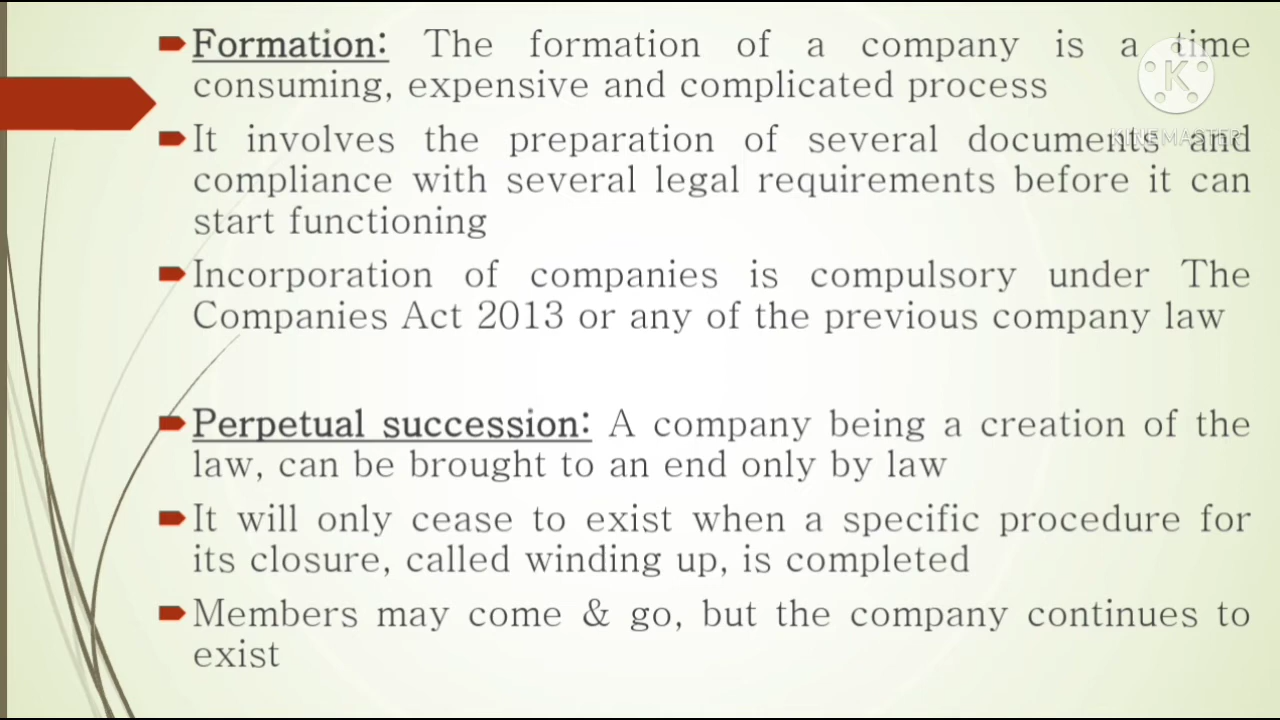 Formation: The formation of a company is a time
consuming, expensive and complicated process
It involves the preparation of several documents and
compliance with several legal requirements before it can
start functioning
Incorporation of companies is compulsory under The
Companies Act 2013 or any of the previous company law
Perpetual succession: A company being a creation of the
law, can be brought to an end only by law
It will only cease to exist when a specific procedure for
its closure, called winding up, is completed
Members may come & go, but the company continues to
exist
K
KINEMASTER